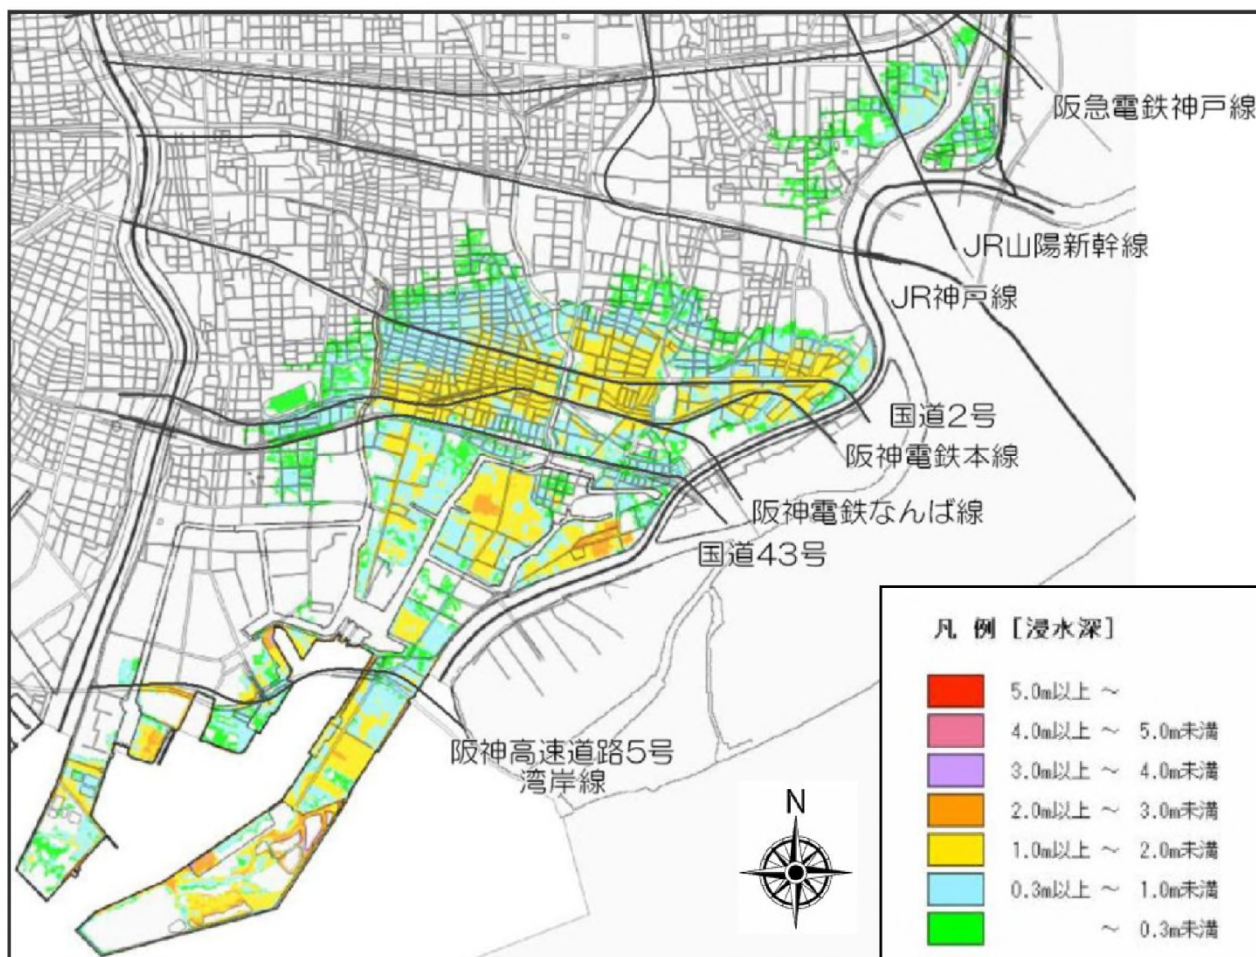 阪急電鉄神戸線
JR山陽新幹線
JR神戸線
国道2号
阪神電鉄本線
阪神電鉄なんば線
国道43号
阪神高速道路5号
湾岸線
N
凡 例 [浸水深]
5.0m以上 ～
4.0m以上 ～ 5.0m未満
3.0m以上 ～ 4.0m未満
2.0m以上 ～ 3.0m未満
1.0m以上 ～ 2.0m未満
0.3m以上 ～ 1.0m未満
～ 0.3m未満